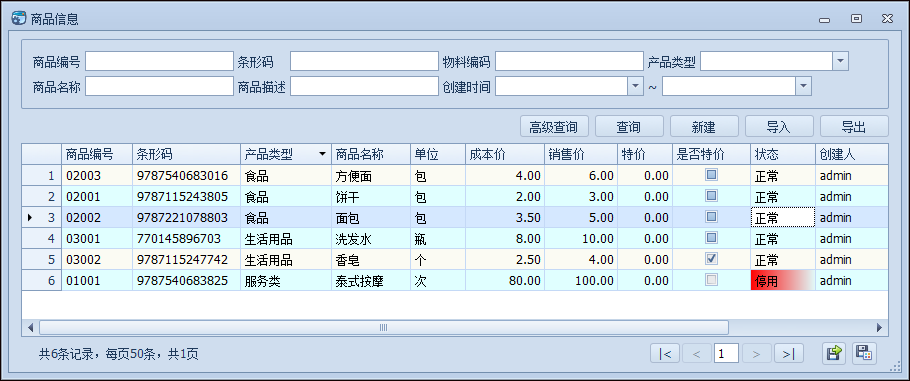 商品信息
商品编号 条形码 物料编码 产品类型
商品名称 商品描述 创建时间 ~
高级查询 查询 新建 导入 导出
商品编号 条形码 产品类型 商品名称 单位 成本价 销售价 特价 是否特价 状态 创建人
1 02003 9787540683016 食品 方便面 包 4.00 6.00 0.00 正常 admin
2 02001 9787115243805 食品 饼干 包 2.00 3.00 0.00 正常 admin
3 02002 9787221078803 食品 面包 包 3.50 5.00 0.00 正常 admin
4 03001 770145896703 生活用品 洗发水 瓶 8.00 10.00 0.00 正常 admin
5 03002 9787115247742 生活用品 香皂 个 2.50 4.00 0.00 正常 admin
6 01001 9787540683825 服务类 泰式按摩 次 80.00 100.00 0.00 停用 admin
共6条记录，每页50条，共1页 |< < 1 > >|